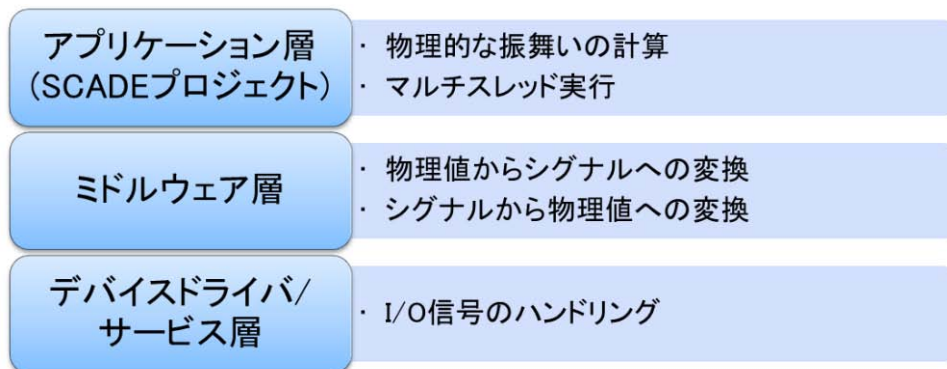 アプリケーション層
(SCADEプロジェクト)
・ 物理的な振舞いの計算
・ マルチスレッド実行
ミドルウェア層
・ 物理値からシグナルへの変換
・ シグナルから物理値への変換
デバイスドライバ/
サービス層
・ I/O信号のハンドリング